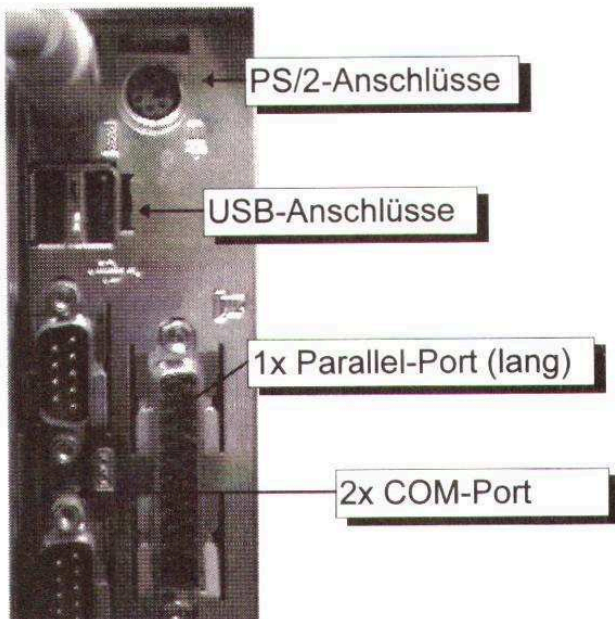 PS/2-Anschlüsse
USB-Anschlüsse
1x Parallel-Port (lang)
2x COM-Port